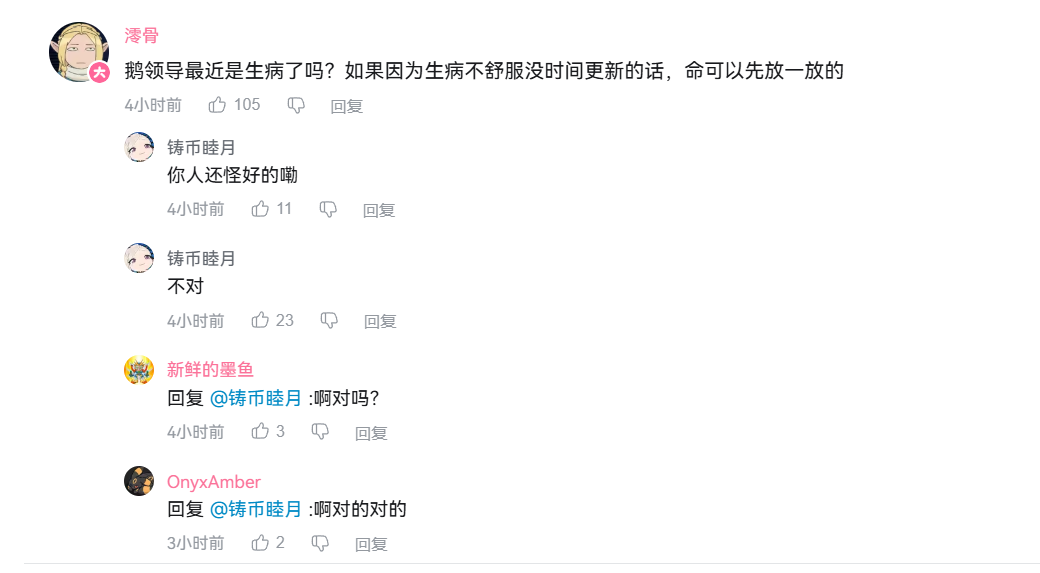 澪骨
大
鹅领导最近是生病了吗？如果因为生病不舒服没时间更新的话，命可以先放一放的
4小时前 105 回复
铸币睦月
你人还怪好的嘞
4小时前 11 回复
铸币睦月
不对
4小时前 23 回复
新鲜的墨鱼
回复 @铸币睦月 :啊对吗？
4小时前 3 回复
OnyxAmber
回复 @铸币睦月 :啊对的对的
3小时前 2 回复